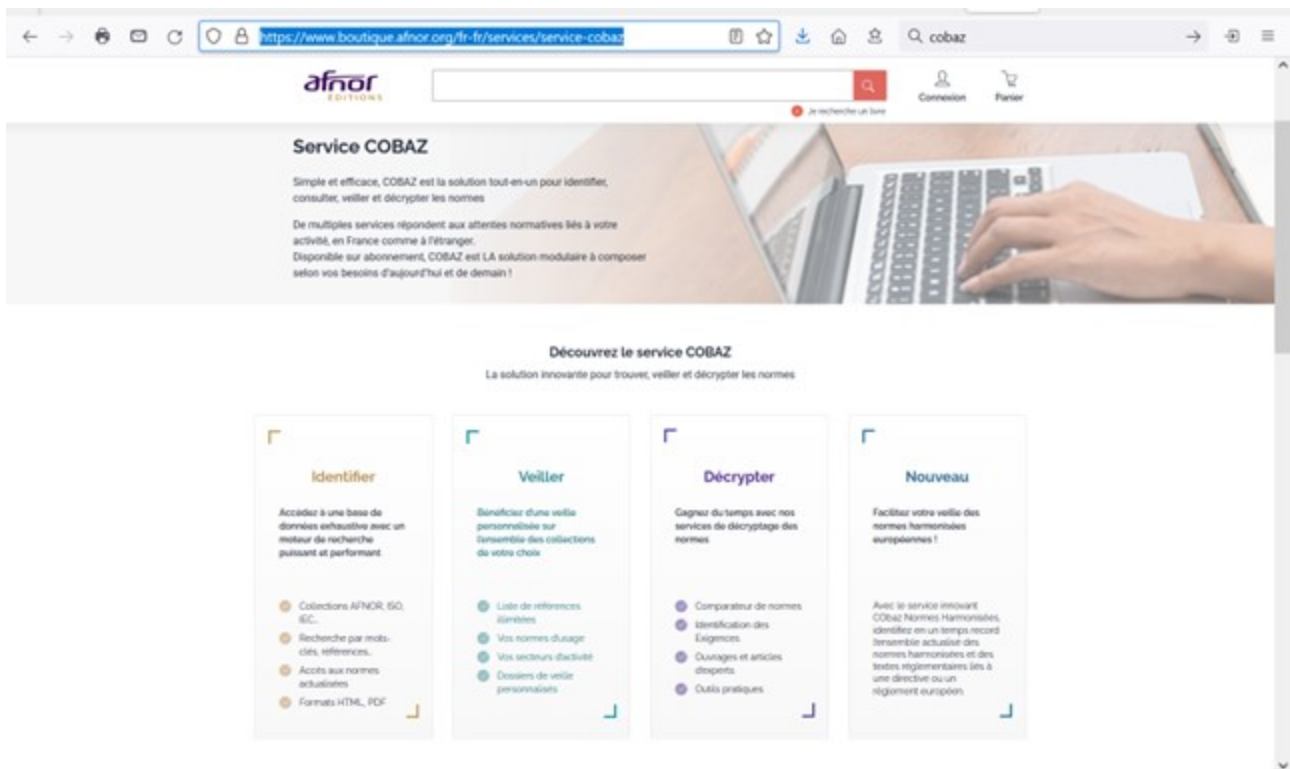 https://www.boutique.afnor.org/fr-fr/services/service-cobaz
cobaz
afnor
EDITIONS
Connexion
Panier
Je recherche un livre
Service COBAZ
Simple et efficace, COBAZ est la solution tout-en-un pour identifier,
consulter, veiller et décrypter les normes
De multiples services répondent aux attentes normatives liés à votre
activité, en France comme à l'étranger.
Disponible sur abonnement, COBAZ est LA solution modulaire à composer
selon vos besoins d'aujourd'hui et de demain !
Découvrez le service COBAZ
La solution innovante pour trouver, veiller et décrypter les normes
Identifier
Accédez à une base de
données exhaustive avec un
moteur de recherche
puissant et performant
Collections AFNOR, ISO,
IEC..
Recherche par mots-
clés, références..
Accès aux normes
actualisées
Formats HTML, PDF
Veiller
Bénéficiez d'une veille
personnalisée sur
l'ensemble des collections
de votre choix
Liste de références
illimitées
Vos normes d'usage
Vos secteurs d'activité
Dossiers de veille
personnalisés
Décrypter
Gagnez du temps avec nos
services de décryptage des
normes
Comparateur de normes
Identification des
Exigences
Ouvrages et articles
d'experts
Outils pratiques
Nouveau
Facilitez votre veille des
normes harmonisées
européennes !
Avec le service innovant
CObaz Normes Harmonisées,
identifiez en un temps record
l'ensemble actualisé des
normes harmonisées et des
textes réglementaires liés à
une directive ou un
règlement européen.